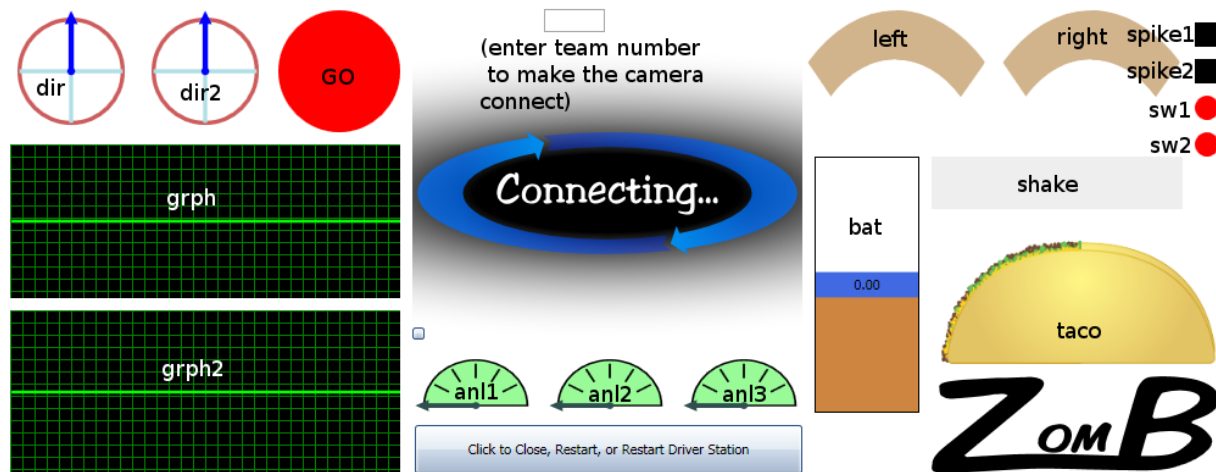 dir
dir2
GO
(enter team number
to make the camera
connect)
left
right
spike1
spike2
sw1
sw2
grph
Connecting...
bat
shake
0.00
taco
grph2
anl1
anl2
anl3
Click to Close, Restart, or Restart Driver Station
ZOMB